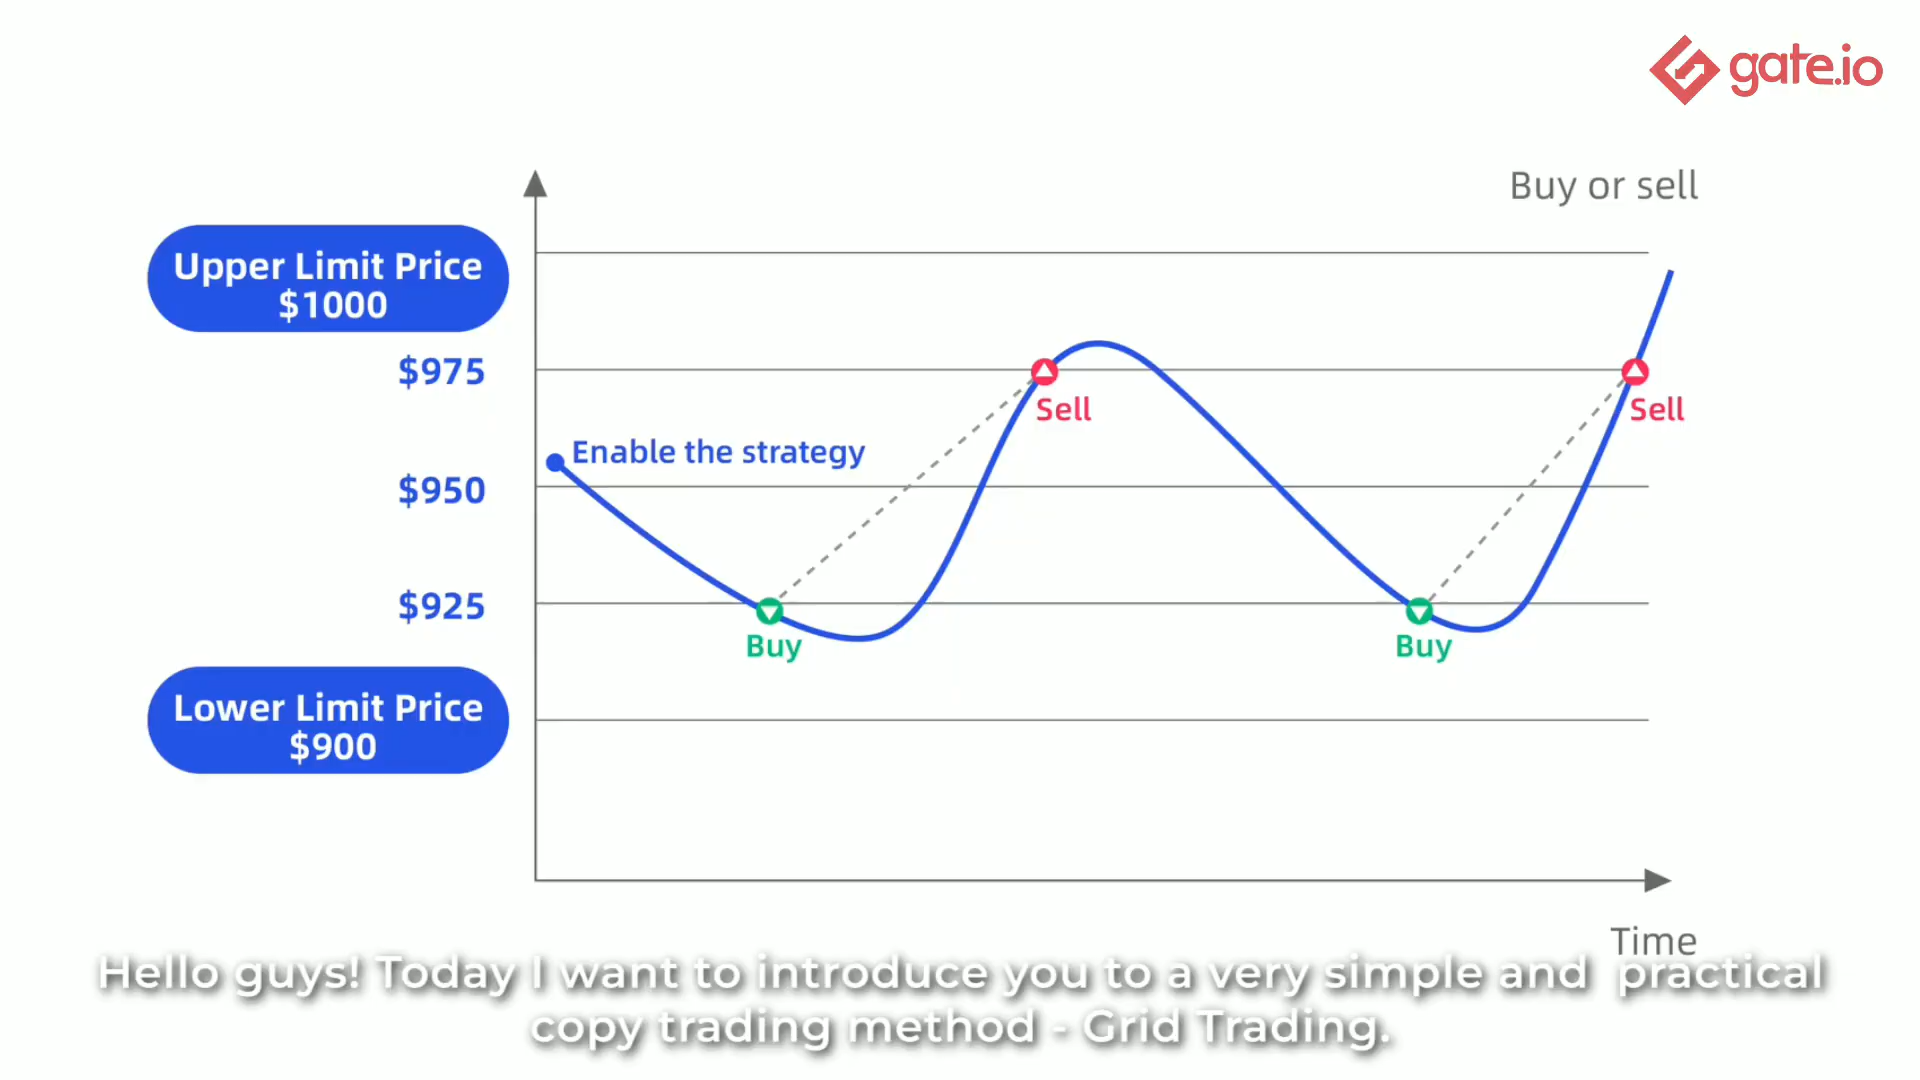 gate.io
Buy or sell
Upper Limit Price
$1000
$975
Sell
Sell
Enable the strategy
$950
$925
Buy
Buy
Lower Limit Price
$900
Time
Hello guys! Today I want to introduce you to a very simple and practical
copy trading method - Grid Trading.